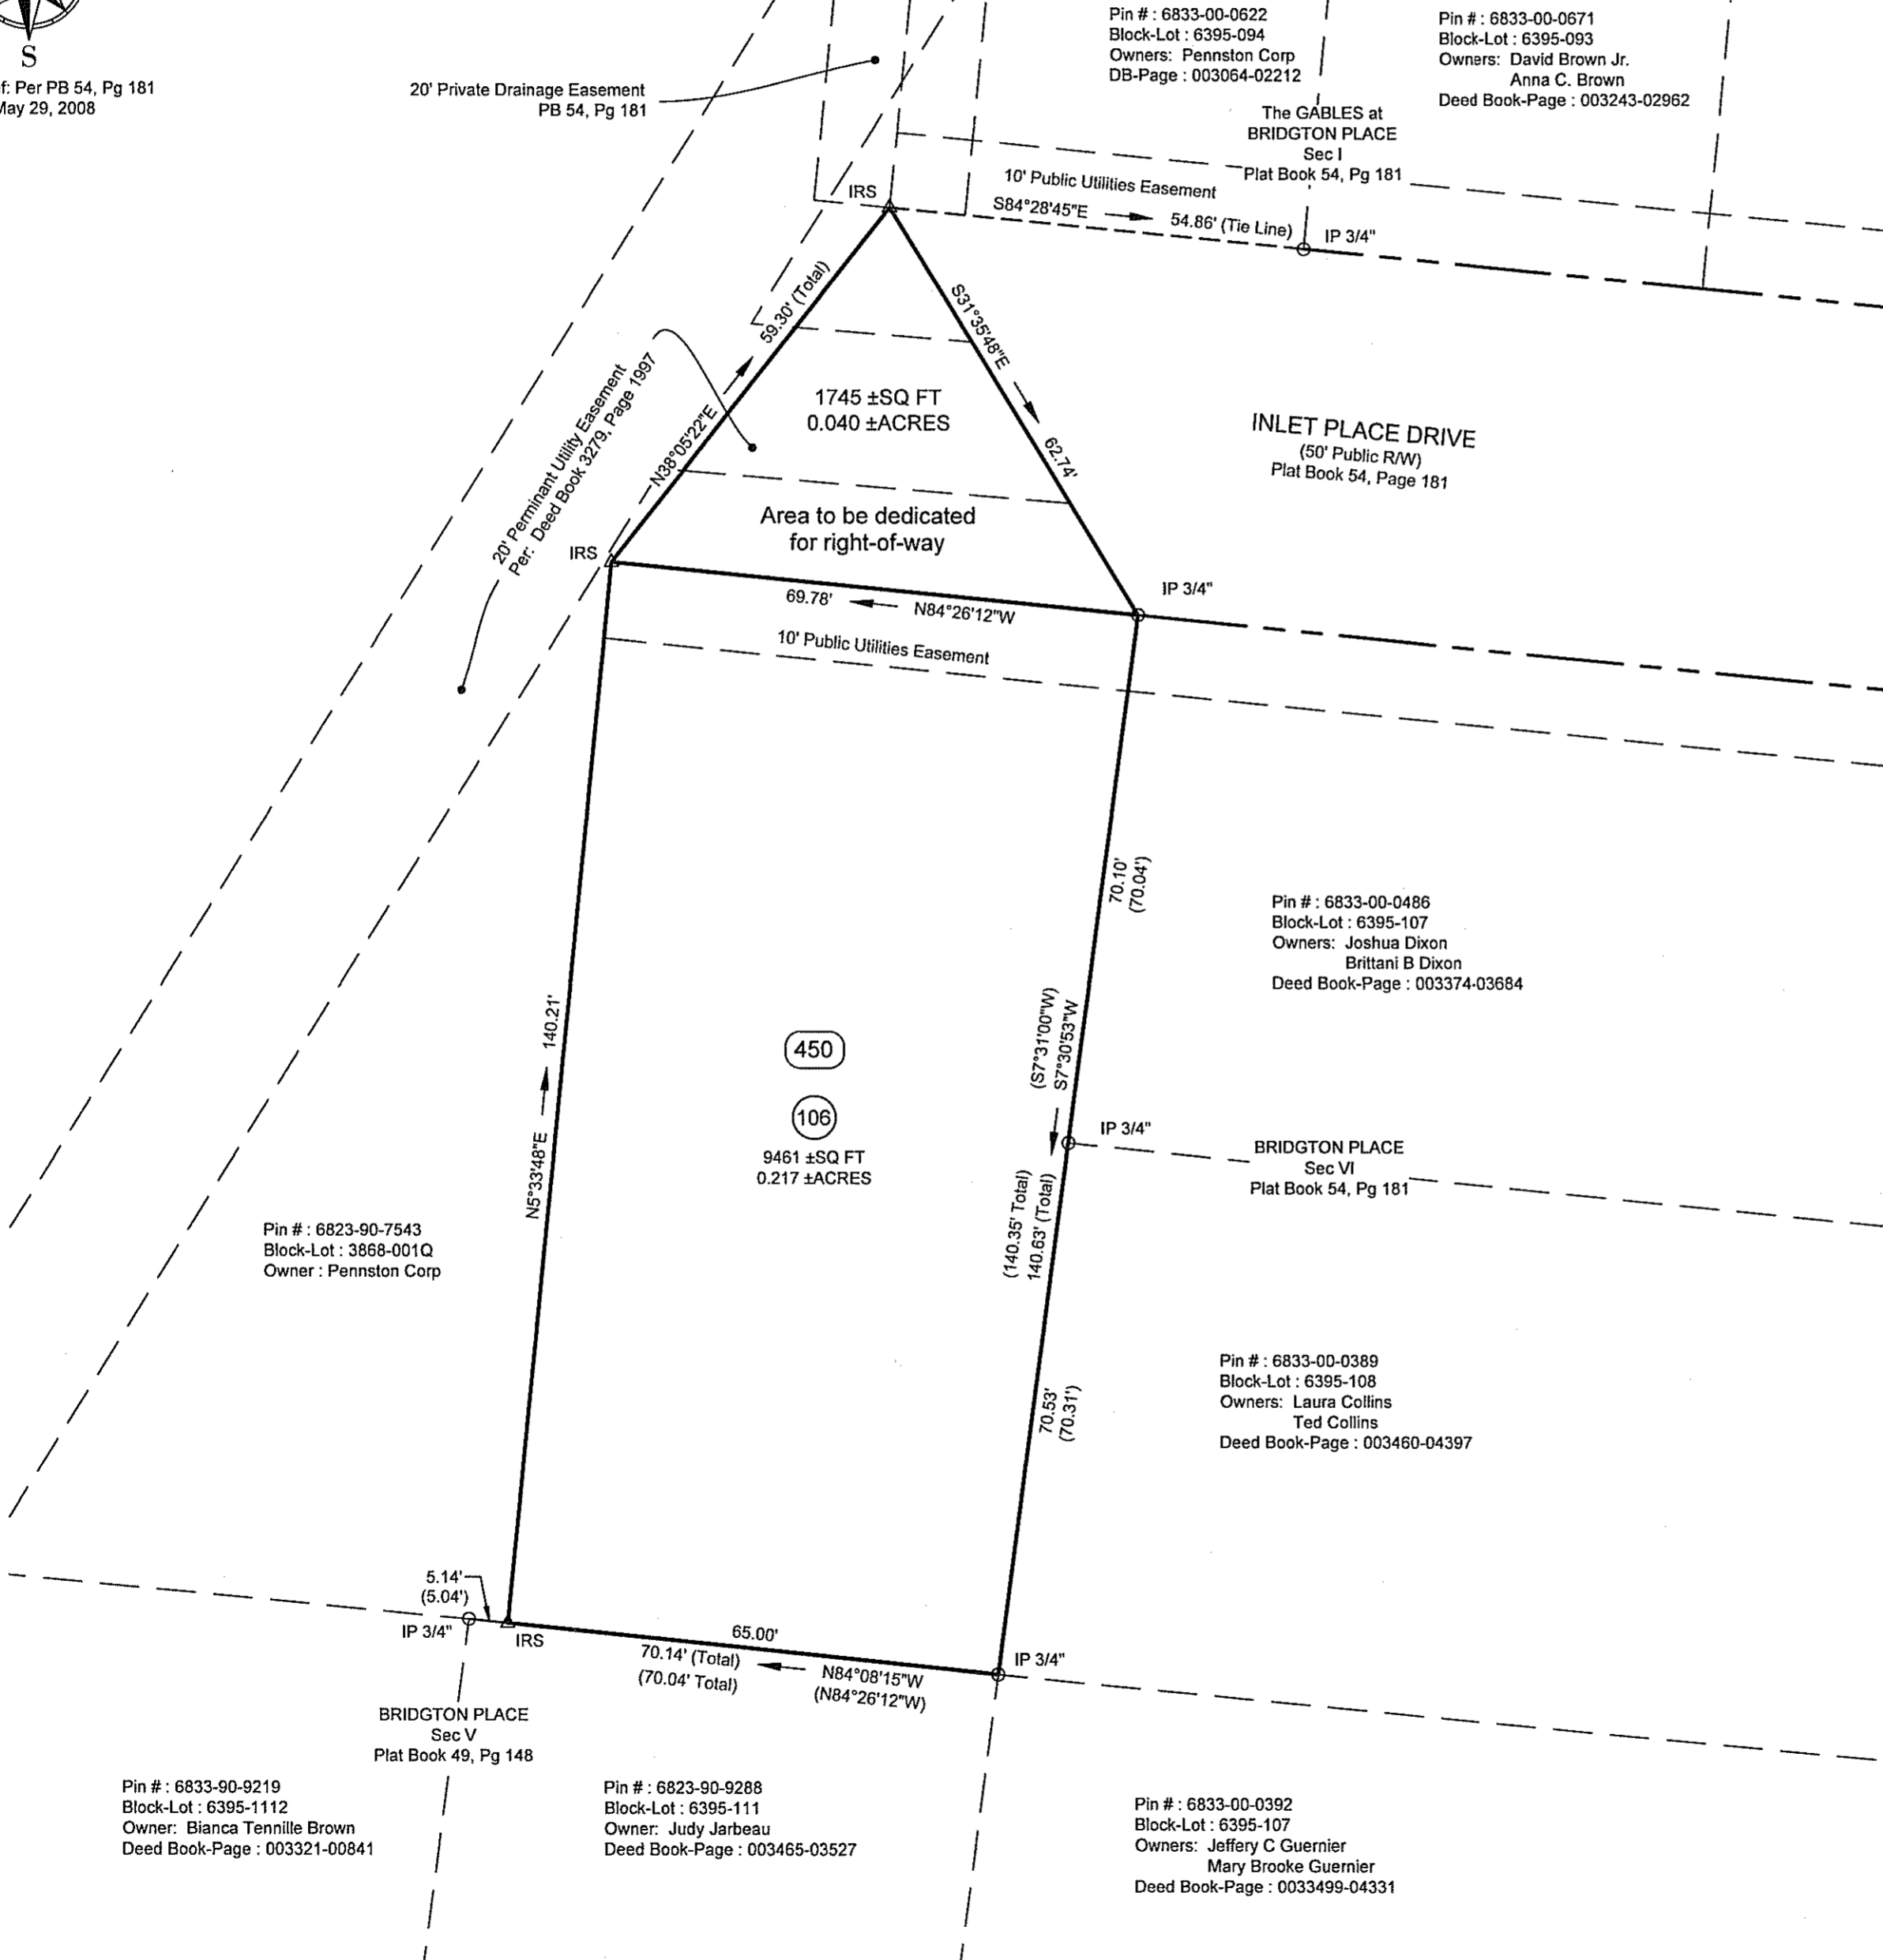 S
f: Per PB 54, Pg 181
May 29, 2008
20' Private Drainage Easement
PB 54, Pg 181
Pin # : 6833-00-0622
Block-Lot : 6395-094
Owners: Pennston Corp
DB-Page : 003064-02212
Pin # : 6833-00-0671
Block-Lot : 6395-093
Owners: David Brown Jr.
Anna C. Brown
Deed Book-Page : 003243-02962
The GABLES at
BRIDGTON PLACE
Sec I
Plat Book 54, Pg 181
10' Public Utilities Easement
IRS
S84°28'45"E
54.86' (Tie Line)
IP 3/4"
59.30' (Total)
N38°05'22"E
S31°35'48"E
62.74'
20' Perminant Utility Easement
Per: Deed Book 3279, Page 1997
1745 ±SQ FT
0.040 ±ACRES
INLET PLACE DRIVE
(50' Public R/W)
Plat Book 54, Page 181
Area to be dedicated
for right-of-way
IRS
IP 3/4"
69.78'
N84°26'12"W
10' Public Utilities Easement
70.10'
(70.04')
Pin # : 6833-00-0486
Block-Lot : 6395-107
Owners: Joshua Dixon
Brittani B Dixon
Deed Book-Page : 003374-03684
140.21'
N5°33'48"E
450
106
9461 ±SQ FT
0.217 ±ACRES
(S7°31'00"W)
S7°30'53"W
IP 3/4"
BRIDGTON PLACE
Sec VI
Plat Book 54, Pg 181
(140.35' Total)
140.63' (Total)
Pin # : 6823-90-7543
Block-Lot : 3868-001Q
Owner : Pennston Corp
Pin # : 6833-00-0389
Block-Lot : 6395-108
Owners: Laura Collins
Ted Collins
Deed Book-Page : 003460-04397
70.53'
(70.31')
5.14'
(5.04')
IP 3/4"
IRS
65.00'
70.14' (Total)
(70.04' Total)
N84°08'15"W
(N84°26'12"W)
IP 3/4"
BRIDGTON PLACE
Sec V
Plat Book 49, Pg 148
Pin # : 6833-90-9219
Block-Lot : 6395-1112
Owner: Bianca Tennille Brown
Deed Book-Page : 003321-00841
Pin # : 6823-90-9288
Block-Lot : 6395-111
Owner: Judy Jarbeau
Deed Book-Page : 003465-03527
Pin # : 6833-00-0392
Block-Lot : 6395-107
Owners: Jeffery C Guernier
Mary Brooke Guernier
Deed Book-Page : 0033499-04331